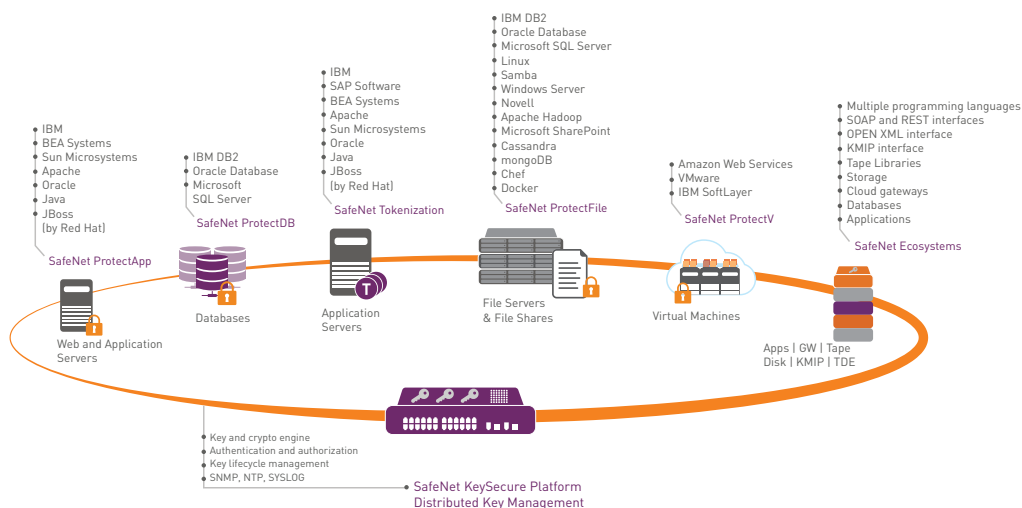 IBM
BEA Systems
Sun Microsystems
Apache
Oracle
Java
JBoss
(by Red Hat)
SafeNet ProtectApp
Web and Application
Servers
IBM DB2
Oracle Database
Microsoft
SQL Server
SafeNet ProtectDB
Databases
IBM
SAP Software
BEA Systems
Apache
Sun Microsystems
Oracle
Java
JBoss
(by Red Hat)
SafeNet Tokenization
T
Application
Servers
IBM DB2
Oracle Database
Microsoft SQL Server
Linux
Samba
Windows Server
Novell
Apache Hadoop
Microsoft SharePoint
Cassandra
mongoDB
Chef
Docker
SafeNet ProtectFile
File Servers
& File Shares
Amazon Web Services
VMware
IBM SoftLayer
SafeNet ProtectV
Virtual Machines
Multiple programming languages
SOAP and REST interfaces
OPEN XML interface
KMIP interface
Tape Libraries
Storage
Cloud gateways
Databases
Applications
SafeNet Ecosystems
Apps | GW | Tape
Disk | KMIP | TDE
Key and crypto engine
Authentication and authorization
Key lifecycle management
SNMP, NTP, SYSLOG
SafeNet KeySecure Platform
Distributed Key Management